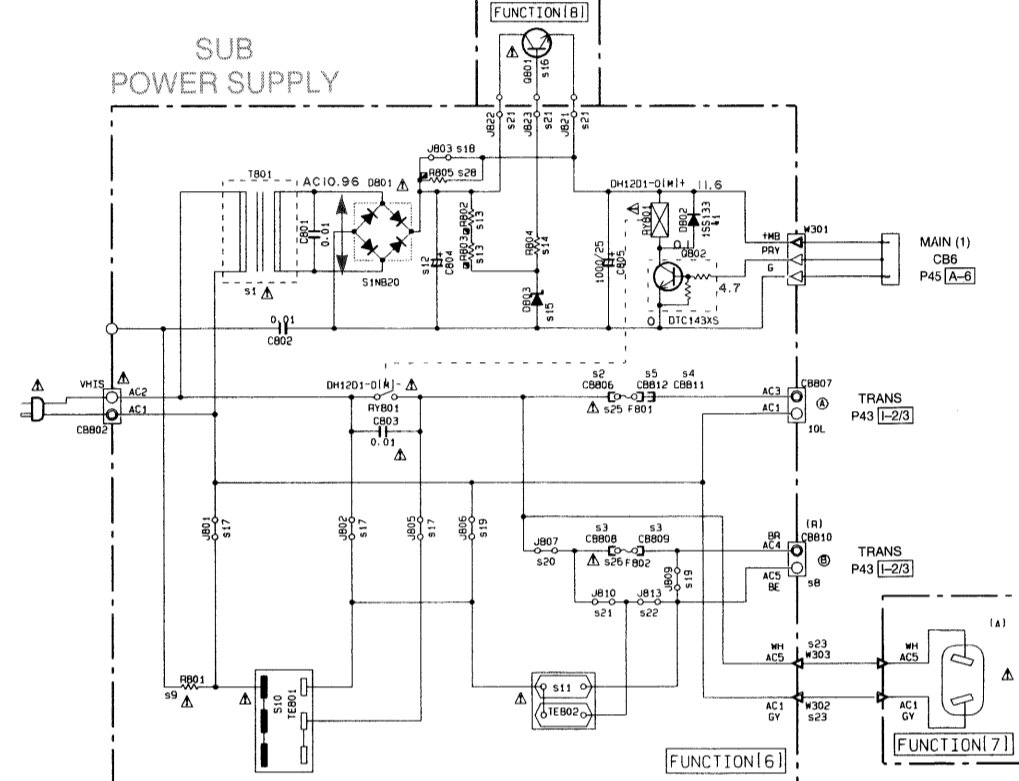 FUNCTION(8)
SUB
POWER SUPPLY
Q801
s16
J822
s21
J823
s21
J821
s21
J803 s18
R805 s28
T801
AC10.96
D801
C801
0.01
S1NB20
s1
s12
C804
R802
s13
R803
s13
R804
s14
D803
s15
1000/25
C805
DH12D1-O(M)+
11.6
RY801
D802
1SS133
Q802
0
4.7
0
DTC143XS
+MB
PRY
G
W301
MAIN (1)
CB6
P45 A-6
0.01
C802
VHIS
AC2
AC1
CB802
DH12D1-O(M)-
RY801
C803
0.01
s2
CB806
s5
CB812
s4
CB811
s25 F801
AC3
AC1
CB807
A
10L
TRANS
P43 I-2/3
J801
s17
J802
s17
J805
s17
J806
s19
J807
s20
s3
CB808
s3
CB809
s26 F802
J809
s19
J810
s21
J813
s22
BR
AC4
AC5
BE
(R)
CB810
B
s8
TRANS
P43 I-2/3
R801
s9
S10
TE801
s11
TE802
WH
AC5
s23
W303
AC1
GY
W302
s23
WH
AC5
AC1
GY
(A)
FUNCTION(6)
FUNCTION(7)